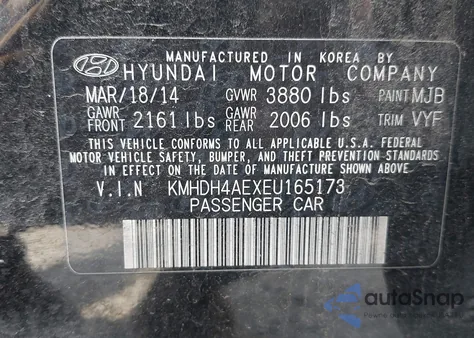 MANUFACTURED IN KOREA BY
HYUNDAI MOTOR COMPANY
MAR/18/14 GVWR 3880 lbs PAINT MJB
GAWR FRONT 2161 lbs GAWR REAR 2006 lbs TRIM VYF
THIS VEHICLE CONFORMS TO ALL APPLICABLE U.S.A. FEDERAL
MOTOR VEHICLE SAFETY, BUMPER, AND THEFT PREVENTION STANDARDS
IN EFFECT ON THE DATE OF MANUFACTURE SHOWN ABOVE.
V.I.N KMHDH4AEXEU165173
PASSENGER CAR
autoSnap